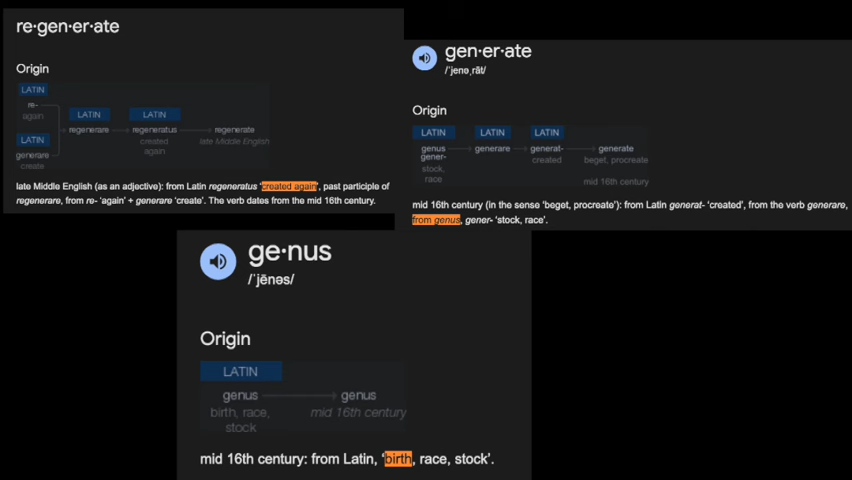 re·gen·er·ate
Origin
LATIN
re-
again
LATIN
generare
create
LATIN
regenerare
LATIN
regeneratus
created
again
regenerate
late Middle English
late Middle English (as an adjective): from Latin regeneratus ‘created again’, past participle of
regenerare, from re- ‘again’ + generare ‘create’. The verb dates from the mid 16th century.
gen·er·ate
/ˈjenəˌrāt/
Origin
LATIN
genus
gener-
stock,
race
LATIN
generare
LATIN
generat-
created
generate
beget, procreate
mid 16th century
mid 16th century (in the sense ‘beget, procreate’): from Latin generat- ‘created’, from the verb generare,
from genus, gener- ‘stock, race’.
ge·nus
/ˈjēnəs/
Origin
LATIN
genus
birth, race,
stock
genus
mid 16th century
mid 16th century: from Latin, ‘birth, race, stock’.